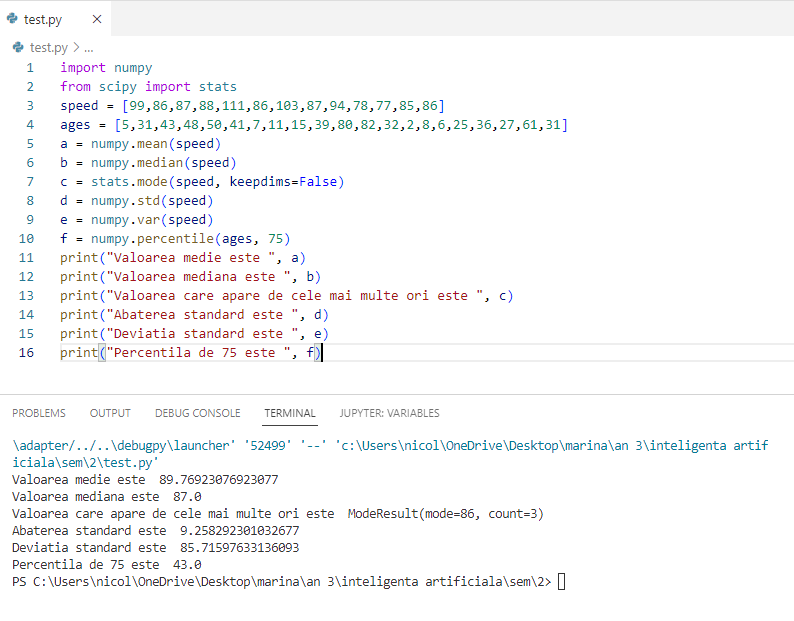 test.py
test.py > ...
1 import numpy
2 from scipy import stats
3 speed = [99,86,87,88,111,86,103,87,94,78,77,85,86]
4 ages = [5,31,43,48,50,41,7,11,15,39,80,82,32,2,8,6,25,36,27,61,31]
5 a = numpy.mean(speed)
6 b = numpy.median(speed)
7 c = stats.mode(speed, keepdims=False)
8 d = numpy.std(speed)
9 e = numpy.var(speed)
10 f = numpy.percentile(ages, 75)
11 print("Valoarea medie este ", a)
12 print("Valoarea mediana este ", b)
13 print("Valoarea care apare de cele mai multe ori este ", c)
14 print("Abaterea standard este ", d)
15 print("Deviatia standard este ", e)
16 print("Percentila de 75 este ", f)
PROBLEMS OUTPUT DEBUG CONSOLE TERMINAL JUPYTER: VARIABLES
\adapter/../..\debugpy\launcher' '52499' '--' 'c:\Users\nicol\OneDrive\Desktop\marina\an 3\inteligenta artif
iciala\sem\2\test.py'
Valoarea medie este  89.76923076923077
Valoarea mediana este  87.0
Valoarea care apare de cele mai multe ori este  ModeResult(mode=86, count=3)
Abaterea standard este  9.258292301032677
Deviatia standard este  85.71597633136093
Percentila de 75 este  43.0
PS C:\Users\nicol\OneDrive\Desktop\marina\an 3\inteligenta artificiala\sem\2>